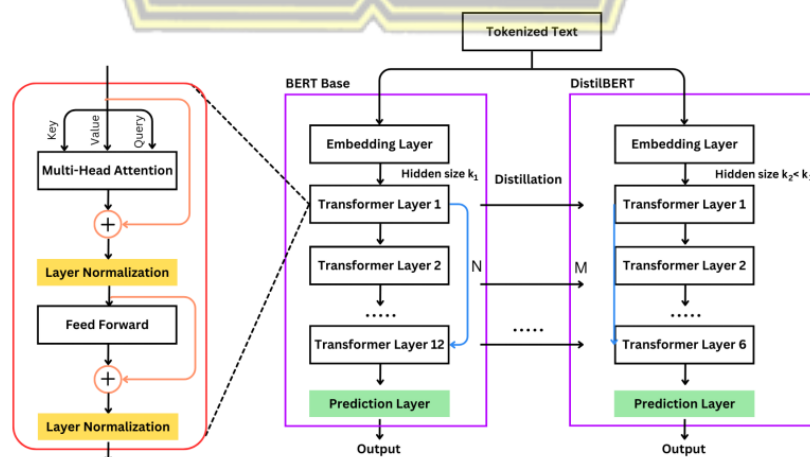 Tokenized Text
BERT Base
DistilBERT
Key
Value
Query
Multi-Head Attention
+
Layer Normalization
Feed Forward
+
Layer Normalization
Embedding Layer
Hidden size k₁
Transformer Layer 1
Transformer Layer 2
.....
Transformer Layer 12
Prediction Layer
Output
Distillation
N
M
.....
Embedding Layer
Hidden size k₂< k
Transformer Layer 1
Transformer Layer 2
.....
Transformer Layer 6
Prediction Layer
Output